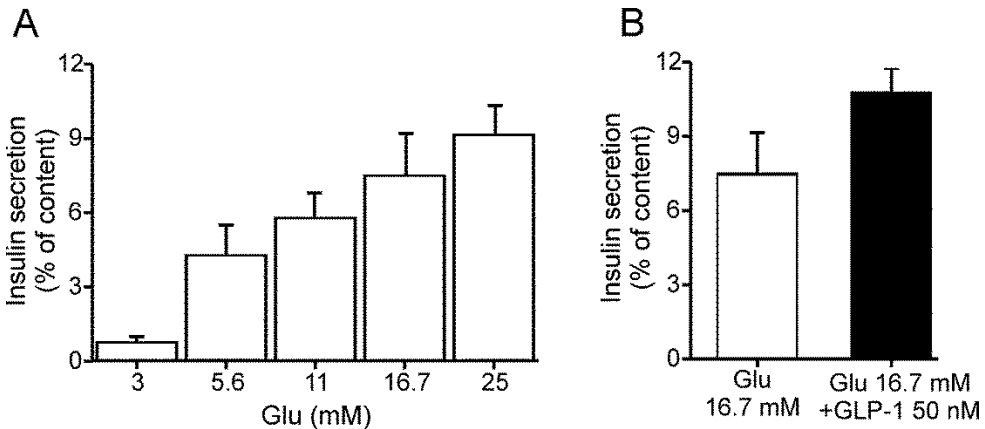 A
Insulin secretion
(% of content)
12
9
6
3
0
3 5.6 11 16.7 25
Glu (mM)
B
Insulin secretion
(% of content)
12
9
6
3
0
Glu
16.7 mM
Glu 16.7 mM
+GLP-1 50 nM